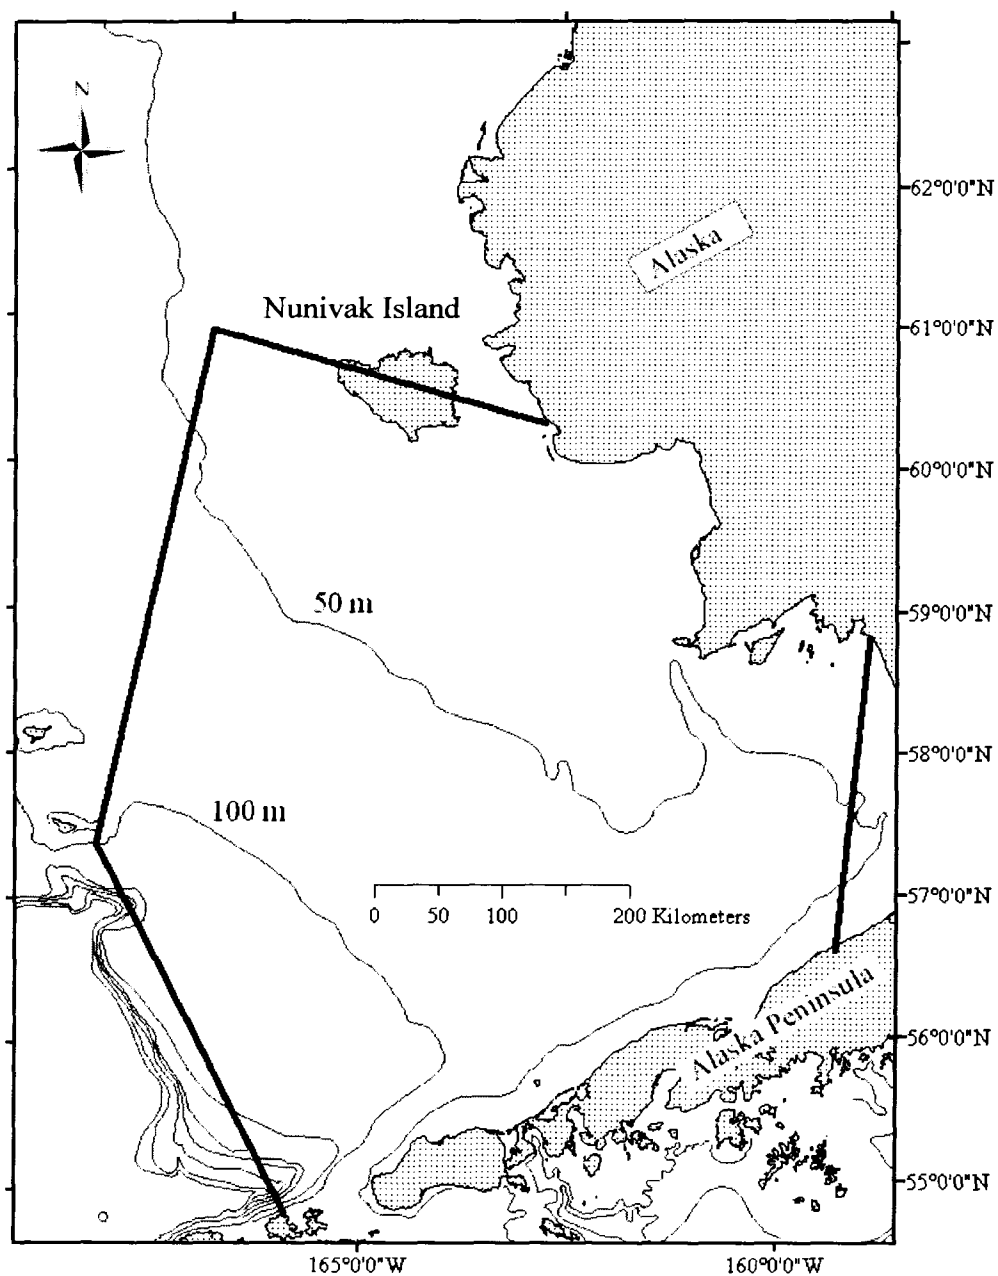 N
62°0'0"N
Alaska
Nunivak Island
61°0'0"N
60°0'0"N
50 m
59°0'0"N
58°0'0"N
100 m
57°0'0"N
0 50 100 200 Kilometers
Alaska Peninsula
56°0'0"N
55°0'0"N
165°0'0"W 160°0'0"W